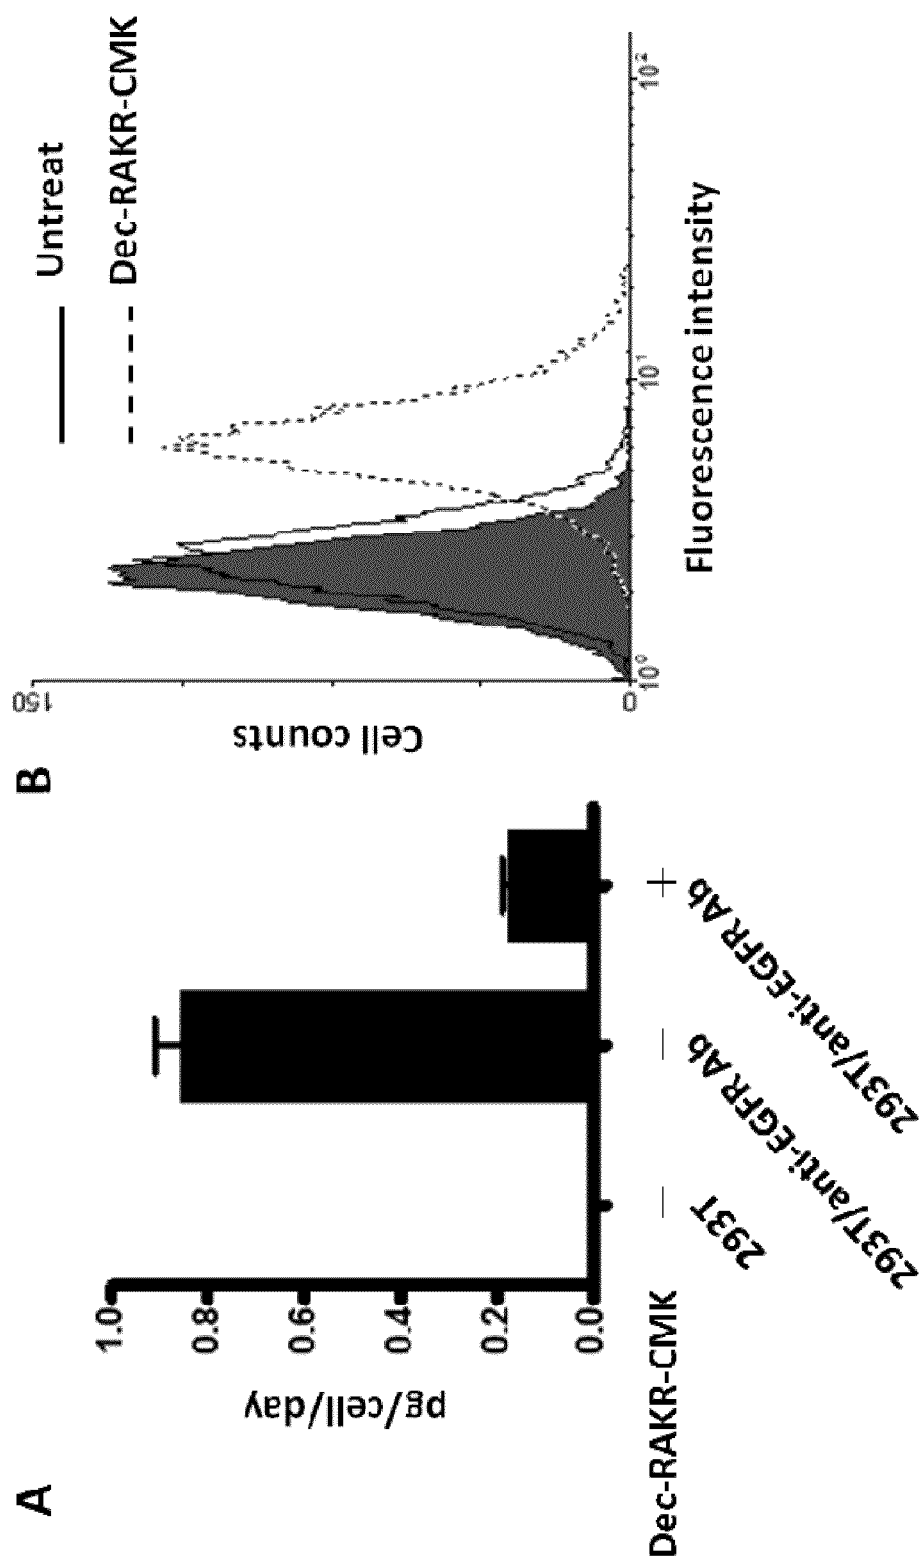 A
pg/cell/day
1.0
0.8
0.6
0.4
0.2
0.0
Dec-RAKR-CMK
— — +
293T
293T/anti-EGFR Ab
293T/anti-EGFR Ab
B
Untreat
Dec-RAKR-CMK
Cell counts
150
0
10⁰ 10¹ 10²
Fluorescence intensity